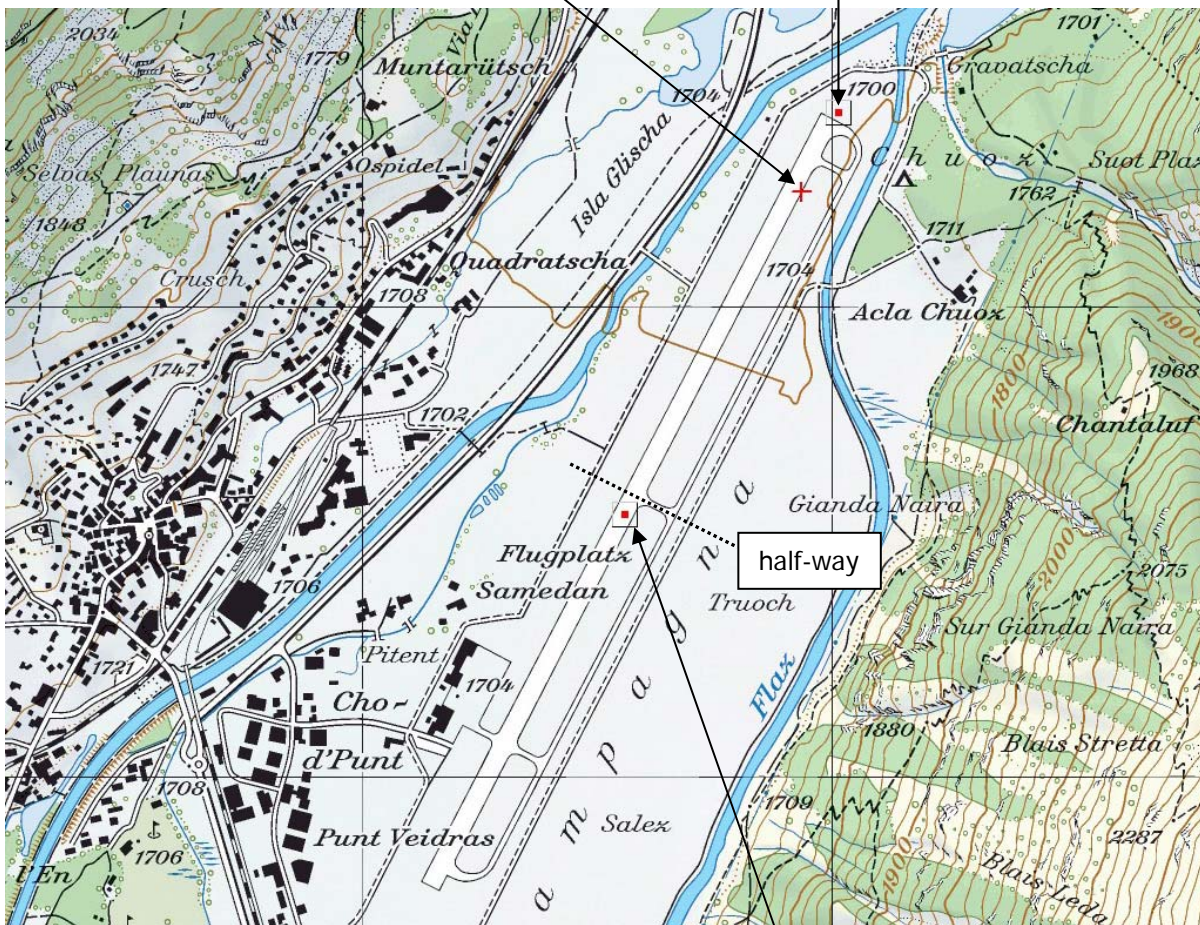 2034
1779
Via
Muntarütsch
1704
1701
Gravatscha
1700
Ospidel
Isla Glischa
Chuoz
Selvas Plaunas
1762
1848
1711
Crusch
Quadratscha
1704
1708
Acla Chuoz
1900
1800
1747
1968
1702
Chantaluf
Gianda Naira
Flugplatz
Samedan
half-way
2000
2075
1706
Truoch
Sur Gianda Naira
Pitent
1721
1704
Cho-
d'Punt
Flaz
1880
Blais Stretta
1708
1709
Punt Veidras
Salez
1706
2287
l'En
1900
Blais Leda
a m p a g n a